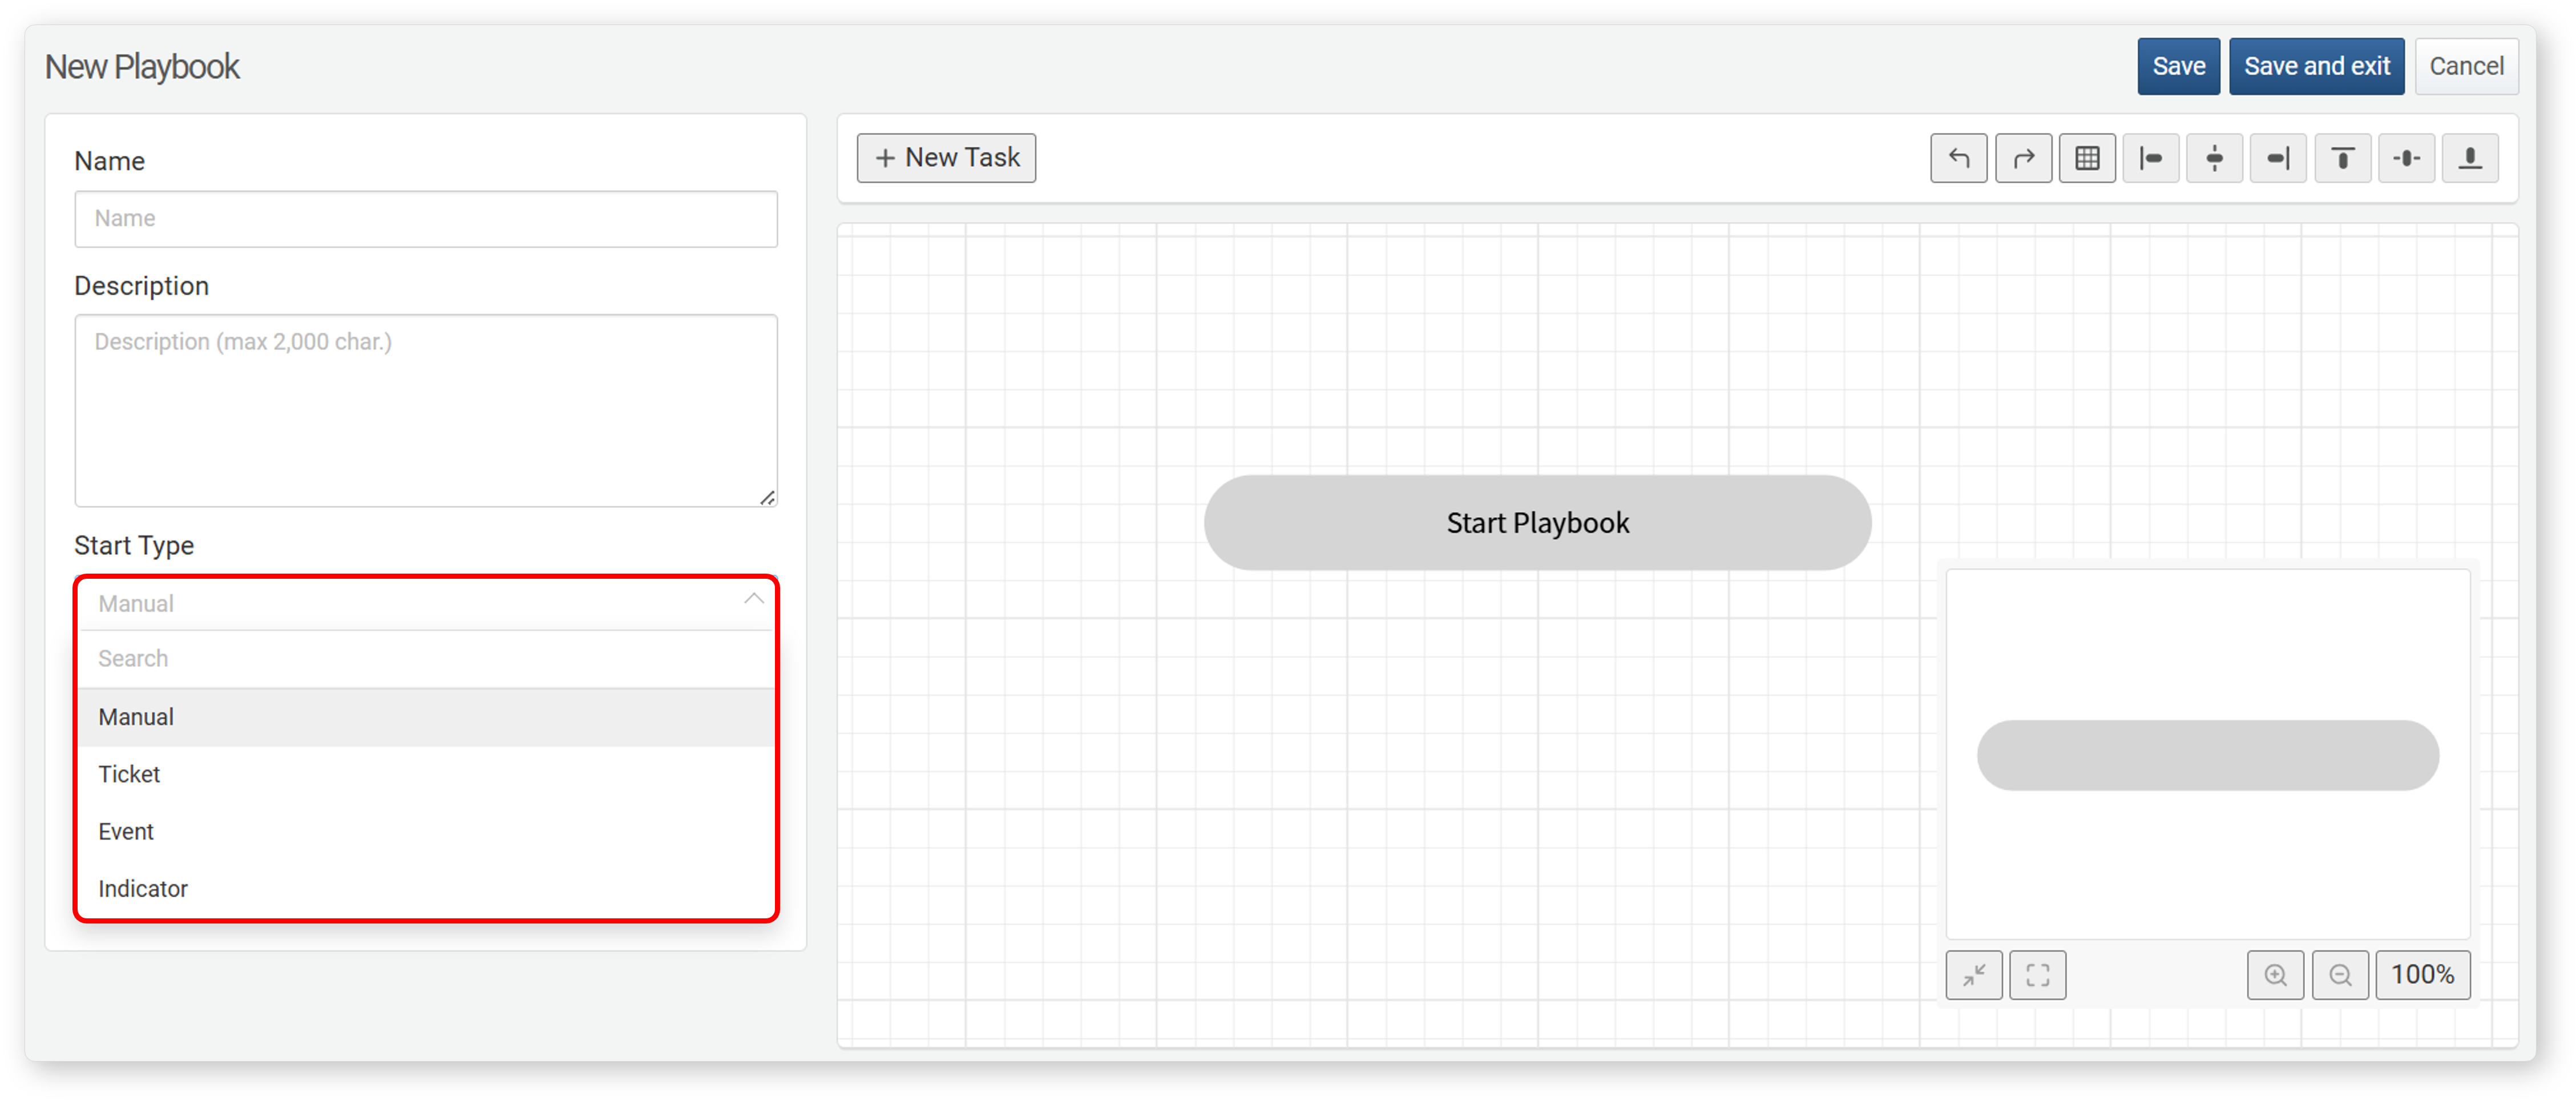 New Playbook
Save
Save and exit
Cancel
Name
Name
Description
Description (max 2,000 char.)
Start Type
Manual
Search
Manual
Ticket
Event
Indicator
+ New Task
Start Playbook
100%